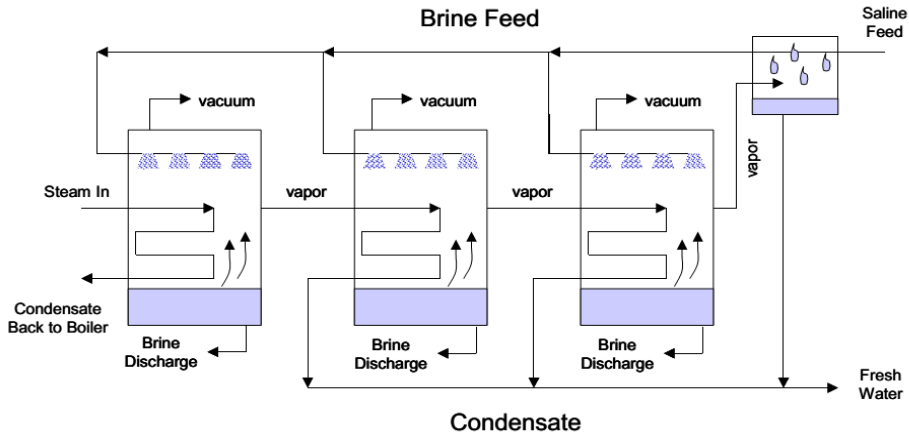 Brine Feed
Saline
Feed
vacuum
vacuum
vacuum
vapor
Steam In
vapor
vapor
Condensate
Back to Boiler
Brine
Discharge
Brine
Discharge
Brine
Discharge
Fresh
Water
Condensate